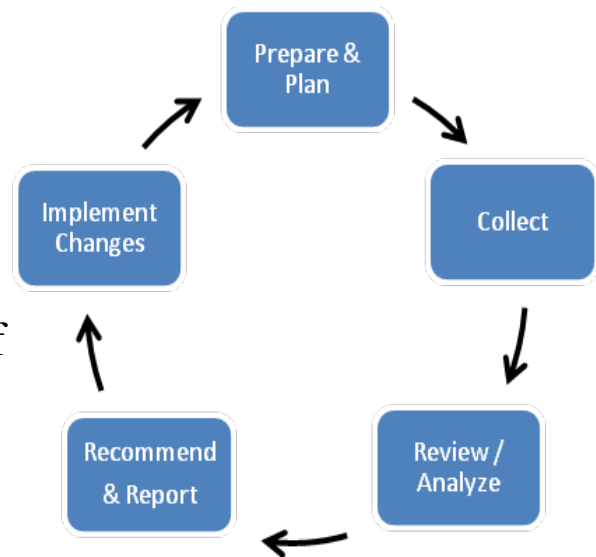 Prepare &
Plan
Collect
Review /
Analyze
Recommend
& Report
Implement
Changes
f